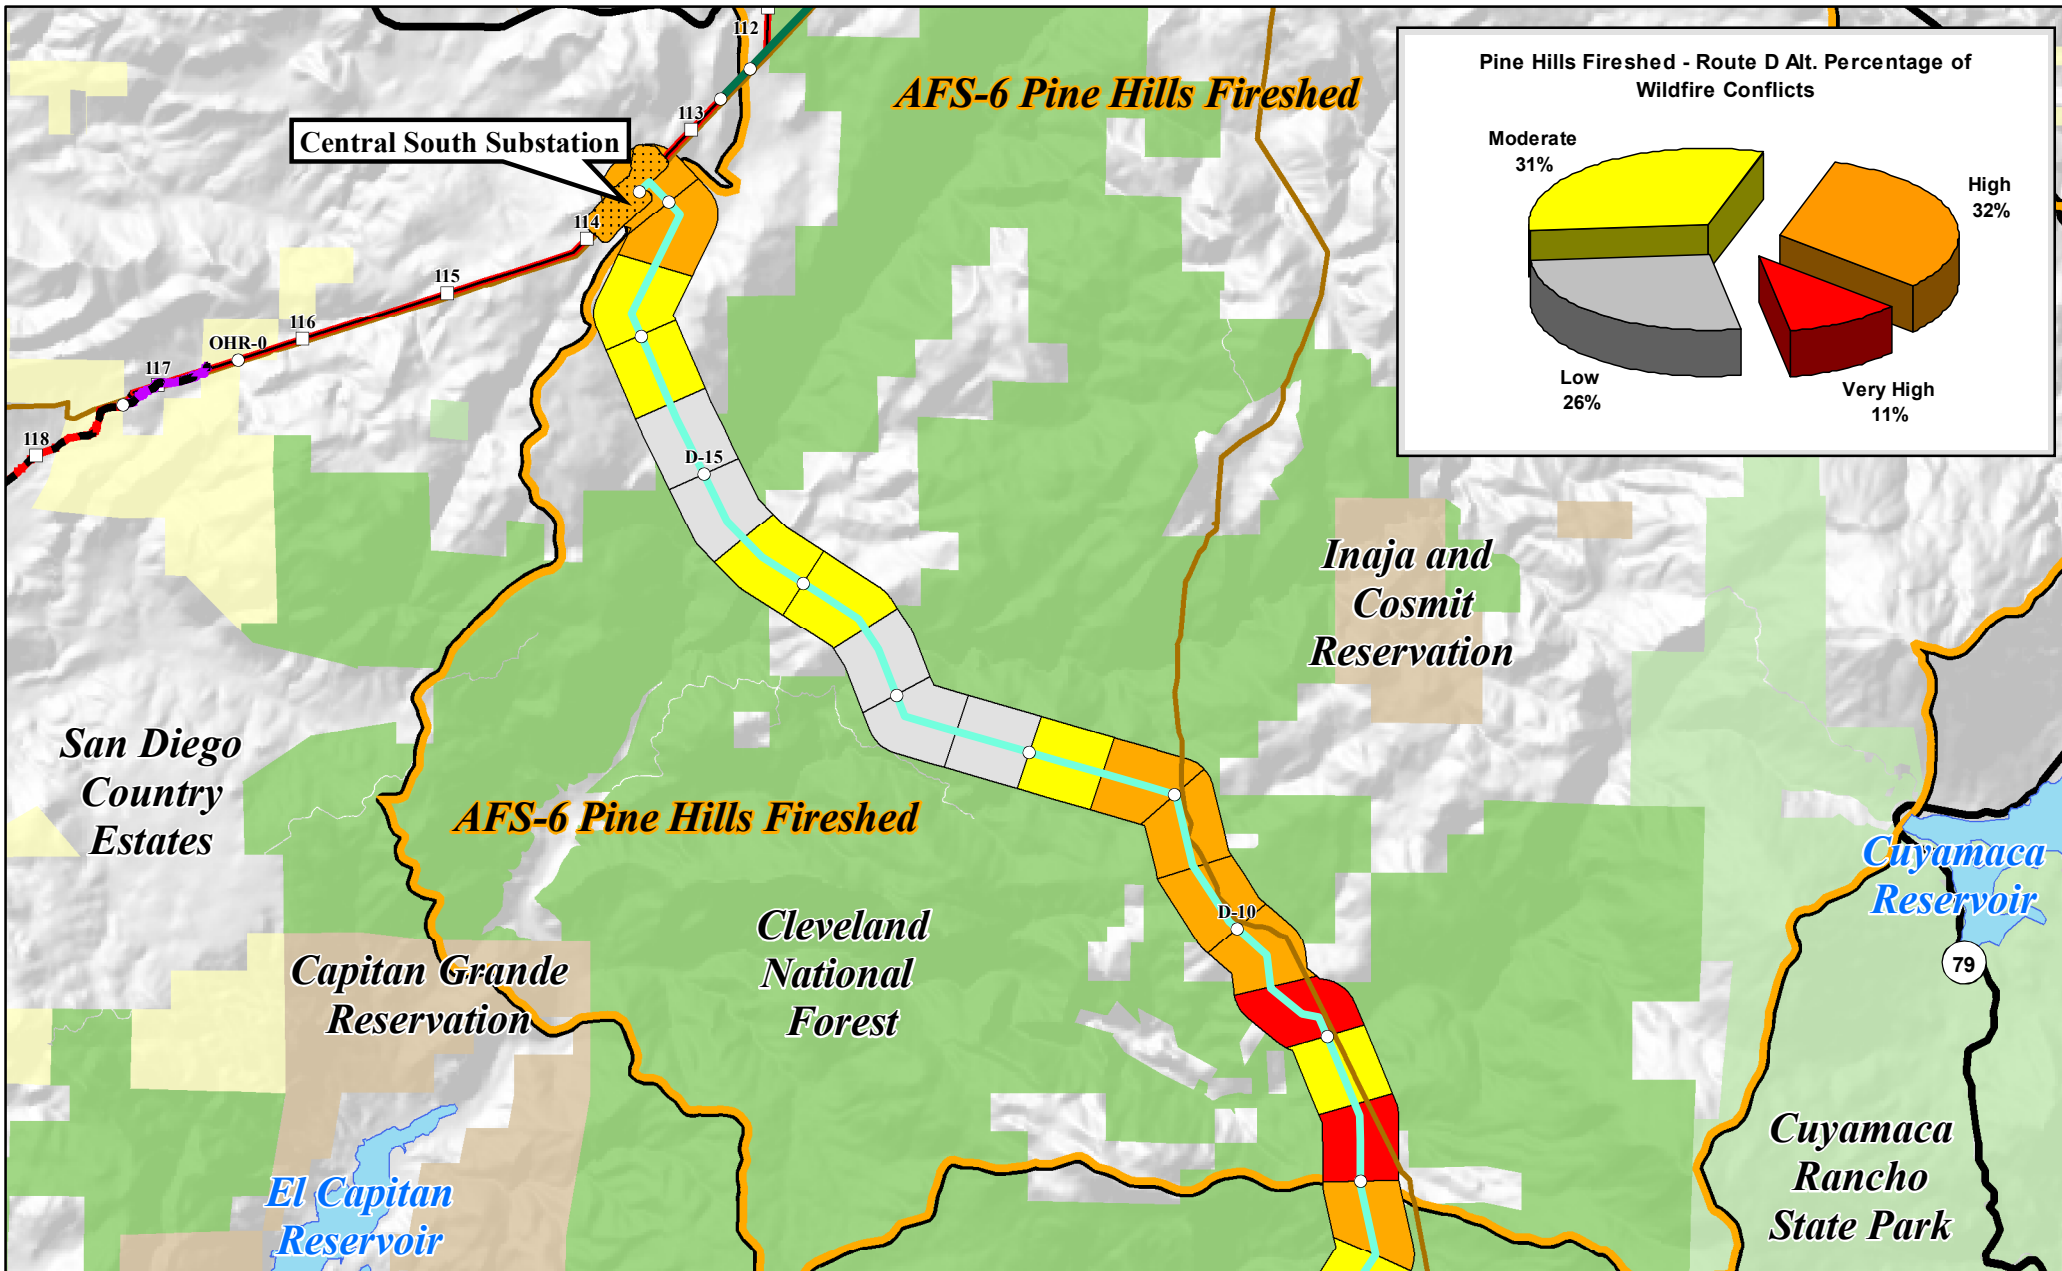 112
AFS-6 Pine Hills Fireshed
Pine Hills Fireshed - Route D Alt. Percentage of
Wildfire Conflicts
Moderate
31%
High
32%
Low
26%
Very High
11%
113
Central South Substation
114
115
116
OHR-0
117
118
D-15
Inaja and
Cosmit
Reservation
San Diego
Country
Estates
AFS-6 Pine Hills Fireshed
Cuyamaca
Reservoir
D-10
Cleveland
National
Forest
Capitan Grande
Reservation
79
Cuyamaca
Rancho
State Park
El Capitan
Reservoir